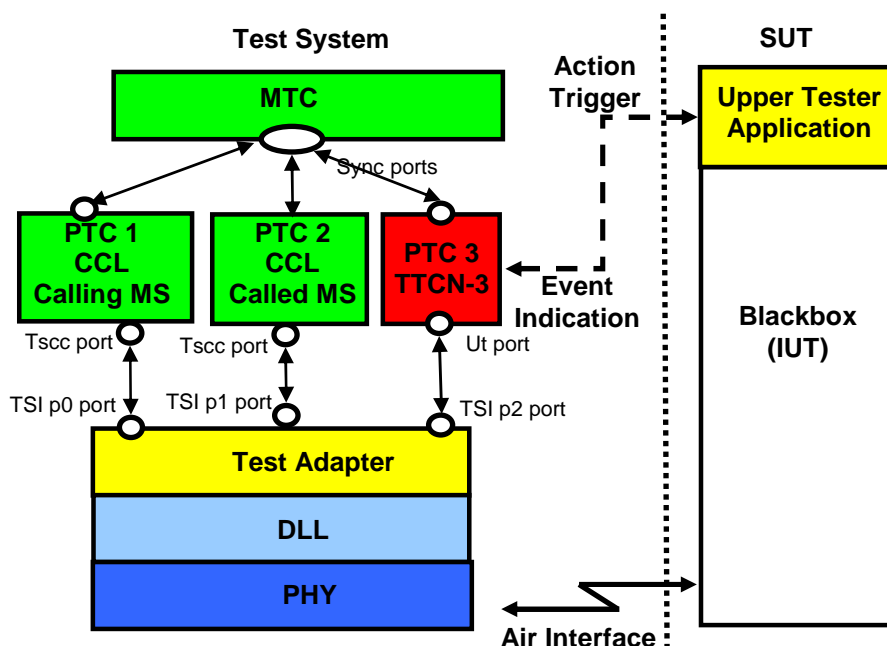 Test System
SUT
MTC
Action
Trigger
Upper Tester
Application
Sync ports
PTC 1
CCL
Calling MS
PTC 2
CCL
Called MS
PTC 3
TTCN-3
Event
Indication
Blackbox
(IUT)
Tscc port
Tscc port
Ut port
TSI p0 port
TSI p1 port
TSI p2 port
Test Adapter
DLL
PHY
Air Interface